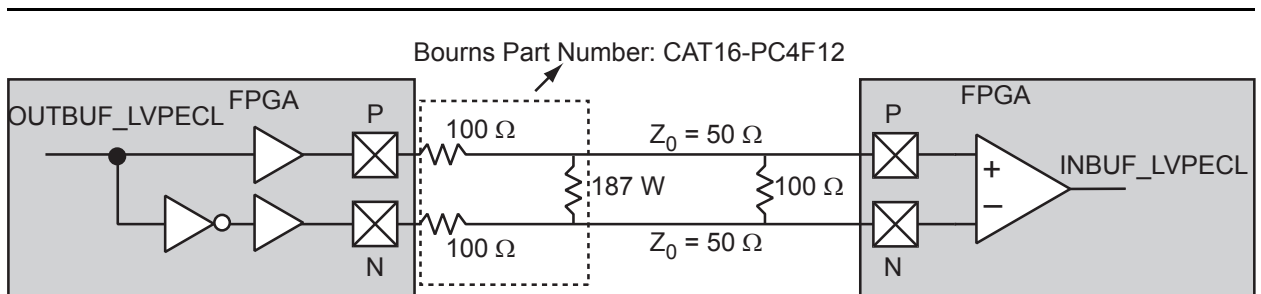 Bourns Part Number: CAT16-PC4F12
OUTBUF_LVPECL
FPGA
P
100 Ω
Z0 = 50 Ω
187 W
100 Ω
100 Ω
Z0 = 50 Ω
N
FPGA
P
+
−
INBUF_LVPECL
N